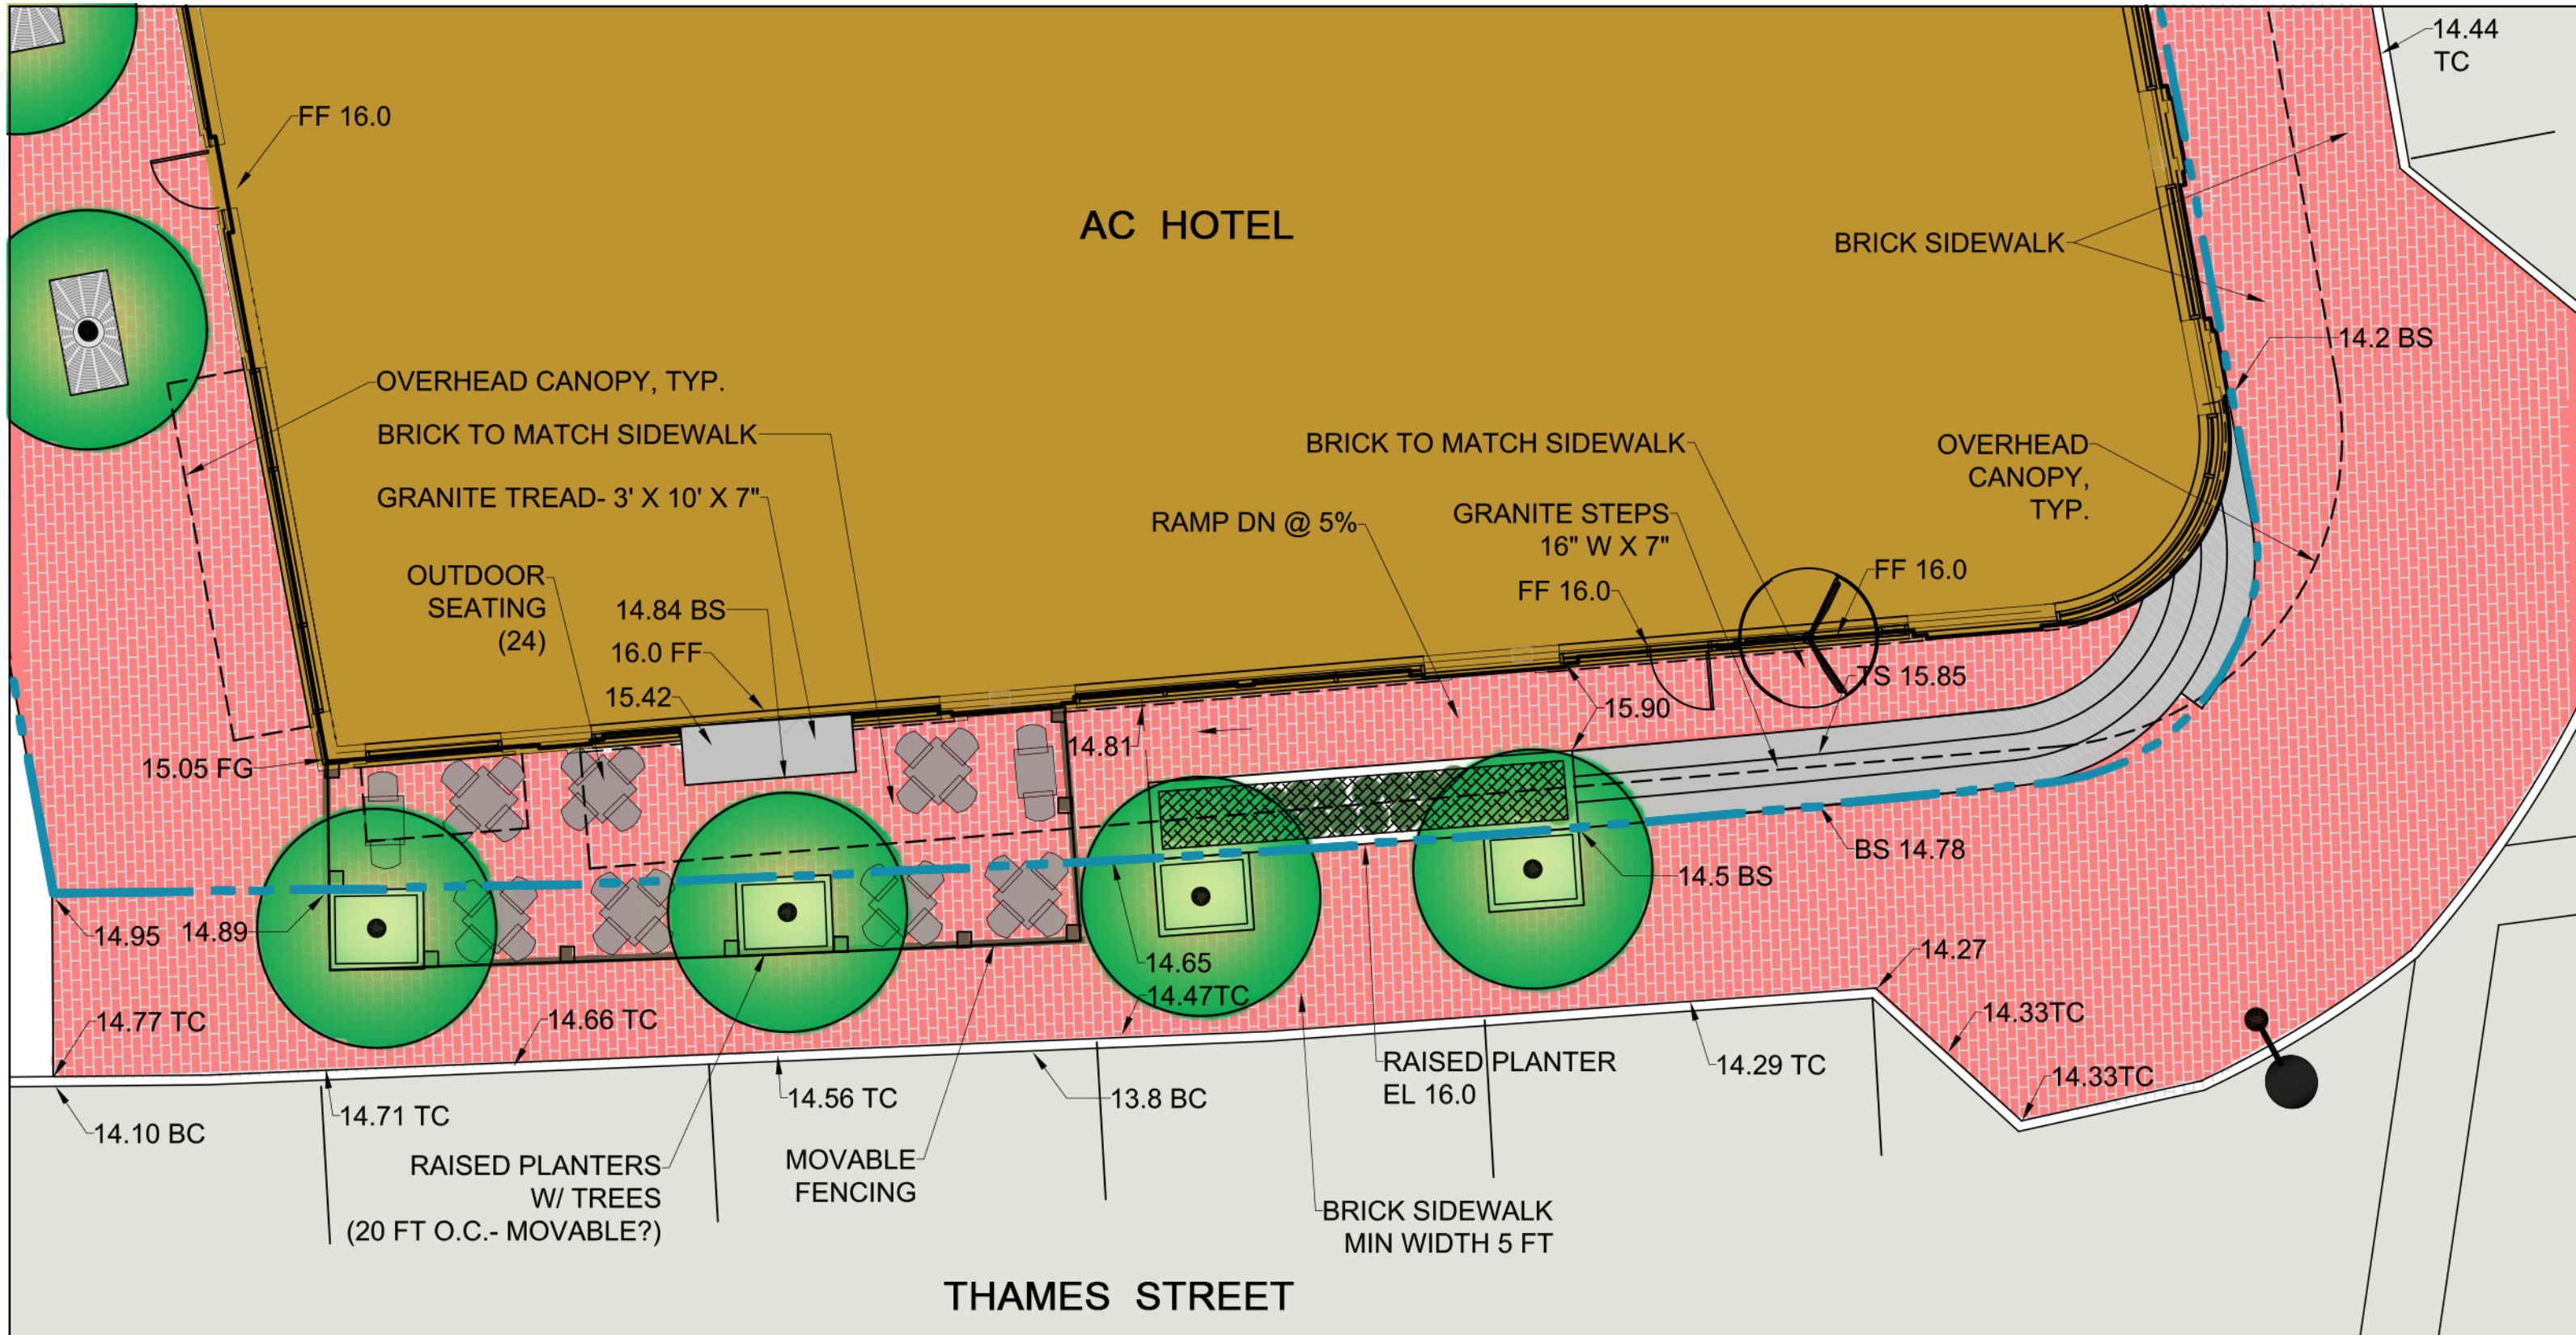 14.44
TC
FF 16.0
AC HOTEL
BRICK SIDEWALK
14.2 BS
OVERHEAD CANOPY, TYP.
BRICK TO MATCH SIDEWALK
GRANITE TREAD- 3' X 10' X 7"
BRICK TO MATCH SIDEWALK
OVERHEAD
CANOPY,
TYP.
RAMP DN @ 5%
GRANITE STEPS
16" W X 7"
OUTDOOR
SEATING
(24)
14.84 BS
16.0 FF
15.42
FF 16.0
FF 16.0
TS 15.85
15.90
14.81
15.05 FG
BS 14.78
14.5 BS
14.95
14.89
14.65
14.47TC
14.27
14.77 TC
14.66 TC
14.33TC
14.33TC
RAISED PLANTER
EL 16.0
14.29 TC
14.56 TC
13.8 BC
14.71 TC
14.10 BC
RAISED PLANTERS
W/ TREES
(20 FT O.C.- MOVABLE?)
MOVABLE
FENCING
BRICK SIDEWALK
MIN WIDTH 5 FT
THAMES STREET